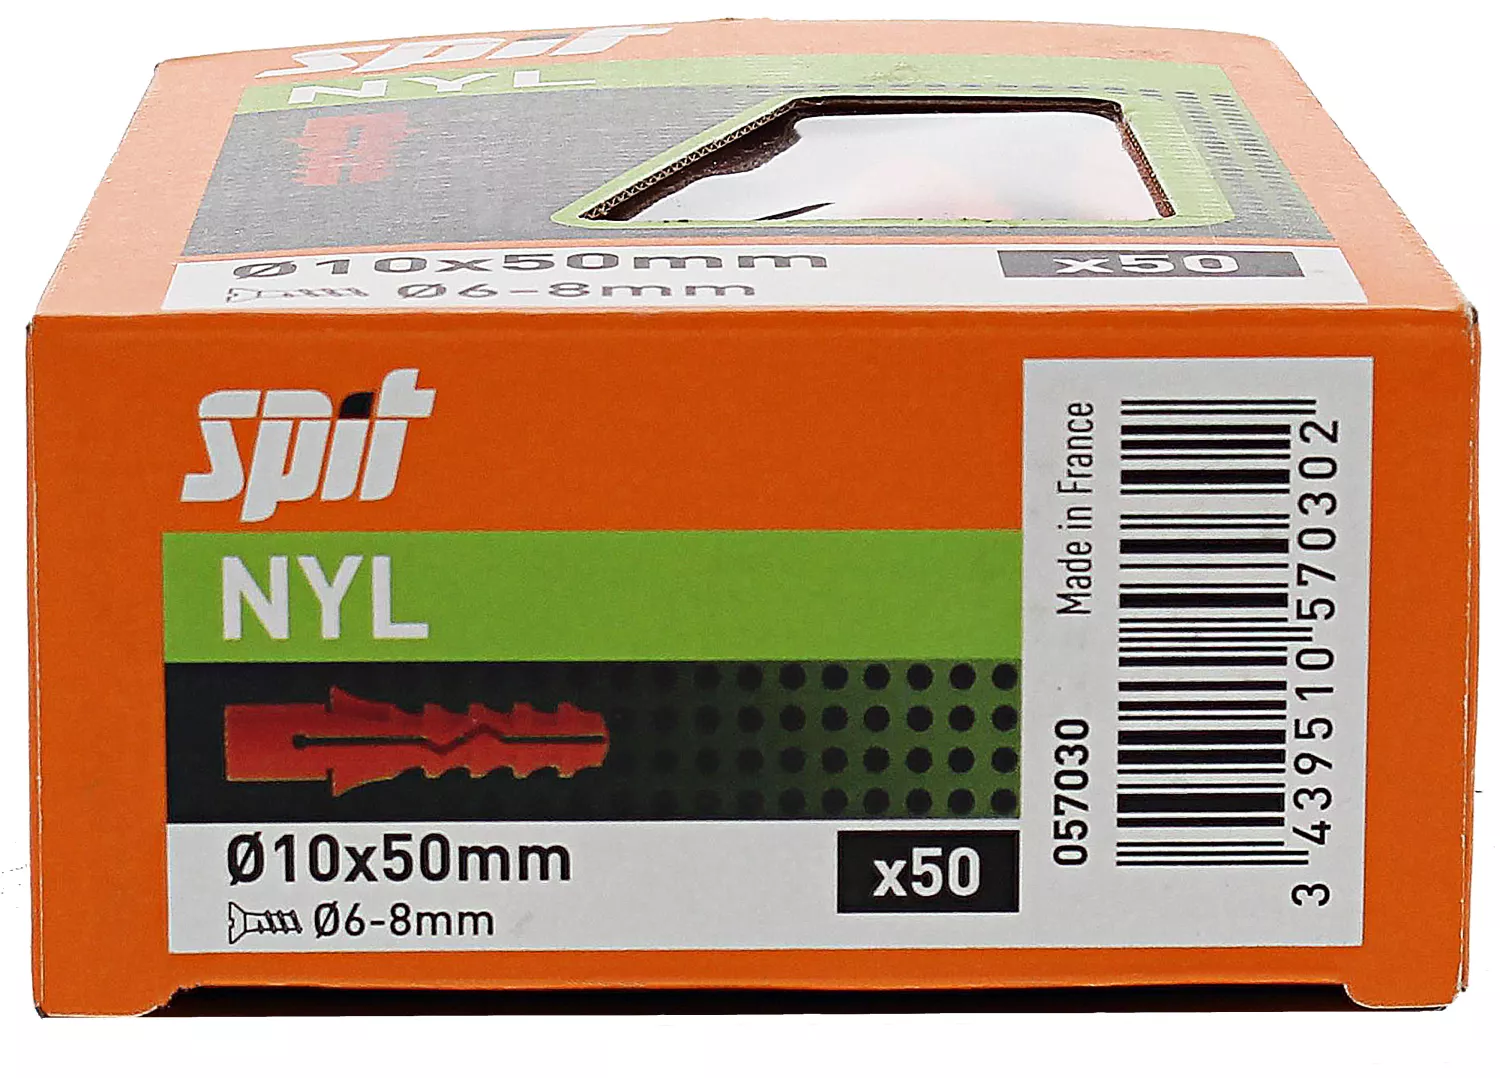 spit
NYL
Ø10x50mm
x50
Ø6-8mm
spit
NYL
Ø10x50mm
x50
Ø6-8mm
Made in France
057030
3 439510 570302